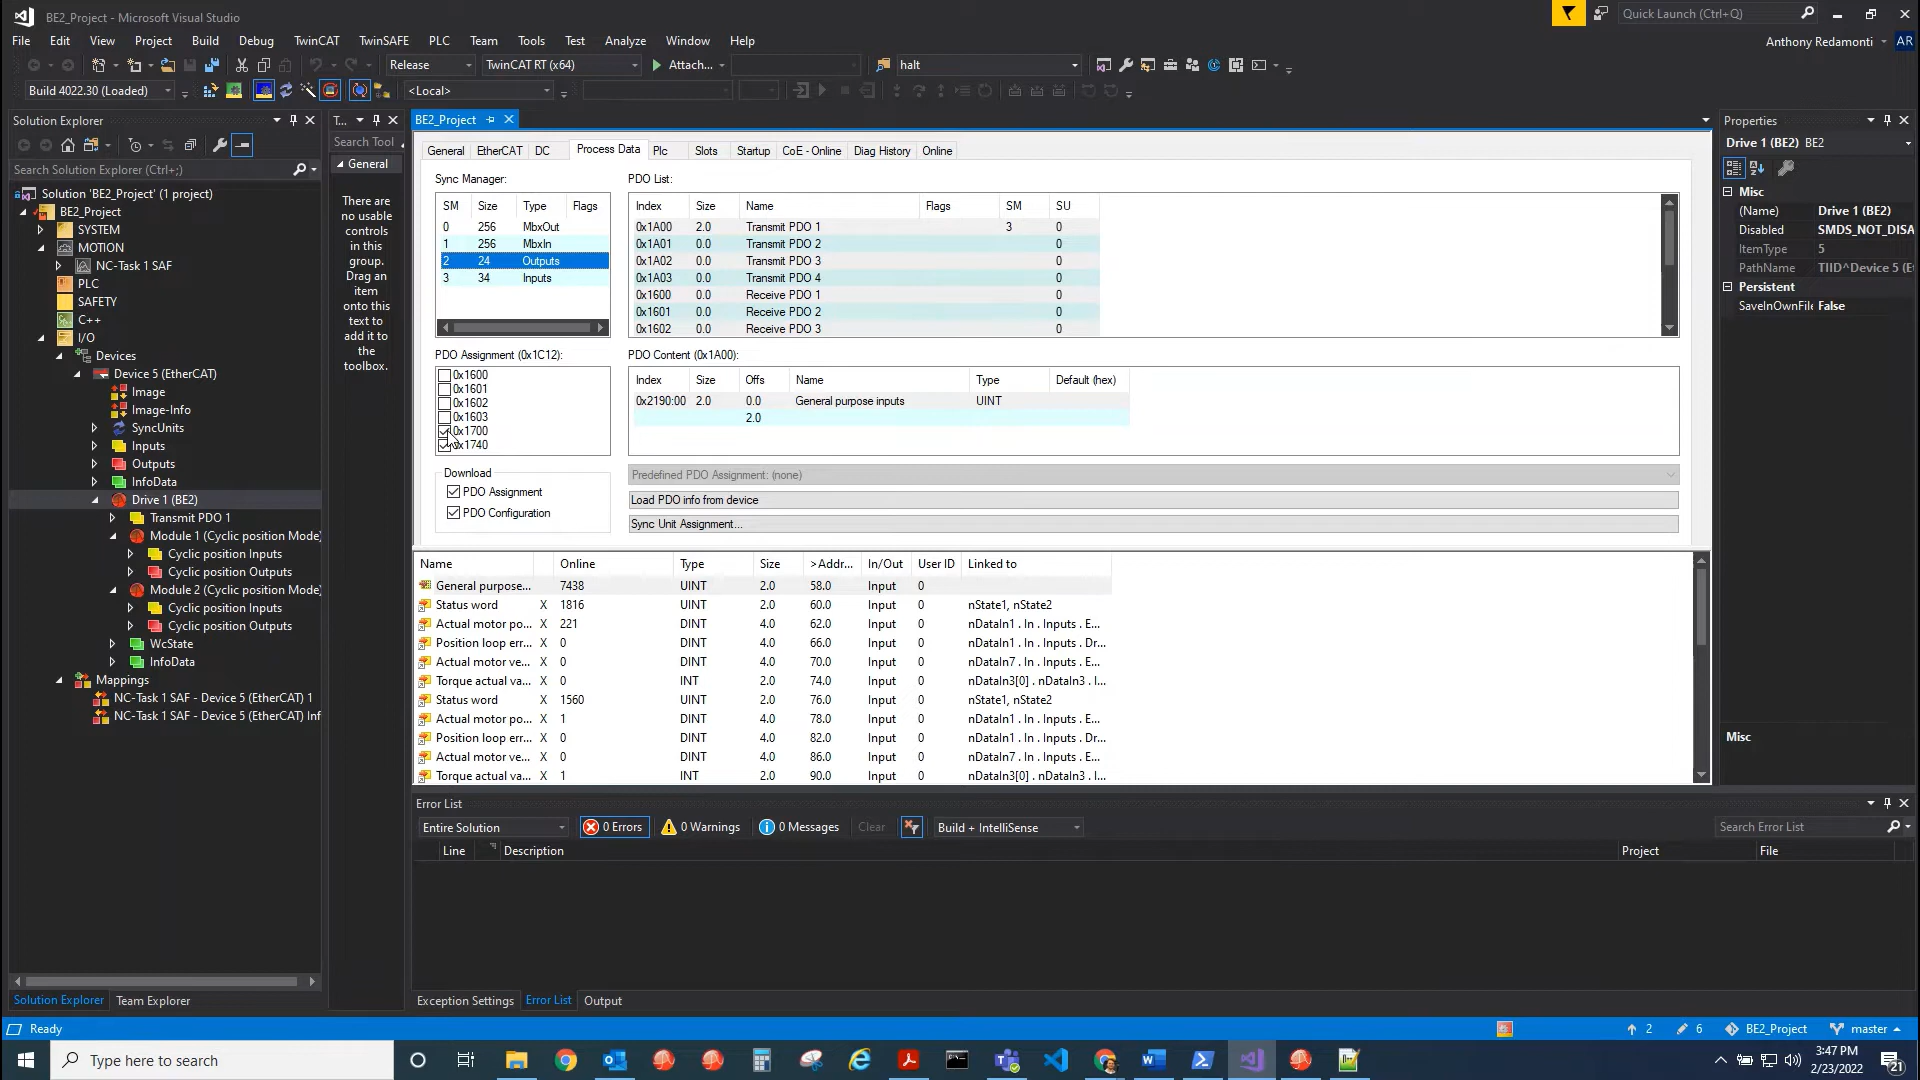 BE2_Project - Microsoft Visual Studio
Quick Launch (Ctrl+Q)
File Edit View Project Build Debug TwinCAT TwinSAFE PLC Team Tools Test Analyze Window Help
Anthony Redamonti AR
Release TwinCAT RT (x64) Attach... halt
Build 4022.30 (Loaded) <Local>
Solution Explorer
Search Solution Explorer (Ctrl+;)
Solution 'BE2_Project' (1 project)
BE2_Project
SYSTEM
MOTION
NC-Task 1 SAF
PLC
SAFETY
C++
I/O
Devices
Device 5 (EtherCAT)
Image
Image-Info
SyncUnits
Inputs
Outputs
InfoData
Drive 1 (BE2)
Transmit PDO 1
Module 1 (Cyclic position Mode)
Cyclic position Inputs
Cyclic position Outputs
Module 2 (Cyclic position Mode)
Cyclic position Inputs
Cyclic position Outputs
WcState
InfoData
Mappings
NC-Task 1 SAF - Device 5 (EtherCAT) 1
NC-Task 1 SAF - Device 5 (EtherCAT) Inf
Solution Explorer Team Explorer
T...
Search Tool
General
There are
no usable
controls
in this
group.
Drag an
item
onto this
text to
add it to
the
toolbox.
BE2_Project
General EtherCAT DC Process Data Plc Slots Startup CoE - Online Diag History Online
Sync Manager:
SM Size Type Flags
0 256 MbxOut
1 256 MbxIn
2 24 Outputs
3 34 Inputs
PDO List:
Index Size Name Flags SM SU
0x1A00 2.0 Transmit PDO 1 3 0
0x1A01 0.0 Transmit PDO 2 0
0x1A02 0.0 Transmit PDO 3 0
0x1A03 0.0 Transmit PDO 4 0
0x1600 0.0 Receive PDO 1 0
0x1601 0.0 Receive PDO 2 0
0x1602 0.0 Receive PDO 3 0
PDO Assignment (0x1C12):
0x1600
0x1601
0x1602
0x1603
0x1700
0x1740
PDO Content (0x1A00):
Index Size Offs Name Type Default (hex)
0x2190:00 2.0 0.0 General purpose inputs UINT
2.0
Download
PDO Assignment
PDO Configuration
Predefined PDO Assignment: (none)
Load PDO info from device
Sync Unit Assignment...
Name Online Type Size >Addr... In/Out User ID Linked to
General purpose... 7438 UINT 2.0 58.0 Input 0
Status word X 1816 UINT 2.0 60.0 Input 0 nState1, nState2
Actual motor po... X 221 DINT 4.0 62.0 Input 0 nDataIn1 . In . Inputs . E...
Position loop err... X 0 DINT 4.0 66.0 Input 0 nDataIn1 . In . Inputs . Dr...
Actual motor ve... X 0 DINT 4.0 70.0 Input 0 nDataIn7 . In . Inputs . E...
Torque actual va... X 0 INT 2.0 74.0 Input 0 nDataIn3[0] . nDataIn3 . I...
Status word X 1560 UINT 2.0 76.0 Input 0 nState1, nState2
Actual motor po... X 1 DINT 4.0 78.0 Input 0 nDataIn1 . In . Inputs . E...
Position loop err... X 0 DINT 4.0 82.0 Input 0 nDataIn1 . In . Inputs . Dr...
Actual motor ve... X 0 DINT 4.0 86.0 Input 0 nDataIn7 . In . Inputs . E...
Torque actual va... X 1 INT 2.0 90.0 Input 0 nDataIn3[0] . nDataIn3 . I...
Error List
Entire Solution 0 Errors 0 Warnings 0 Messages Clear Build + IntelliSense Search Error List
Line Description Project File
Exception Settings Error List Output
Properties
Drive 1 (BE2) BE2
Misc
(Name) Drive 1 (BE2)
Disabled SMDS_NOT_DISA
ItemType 5
PathName TIID^Device 5 (E
Persistent
SaveInOwnFile False
Misc
Ready
2 6 BE2_Project master
Type here to search
3:47 PM
2/23/2022
21